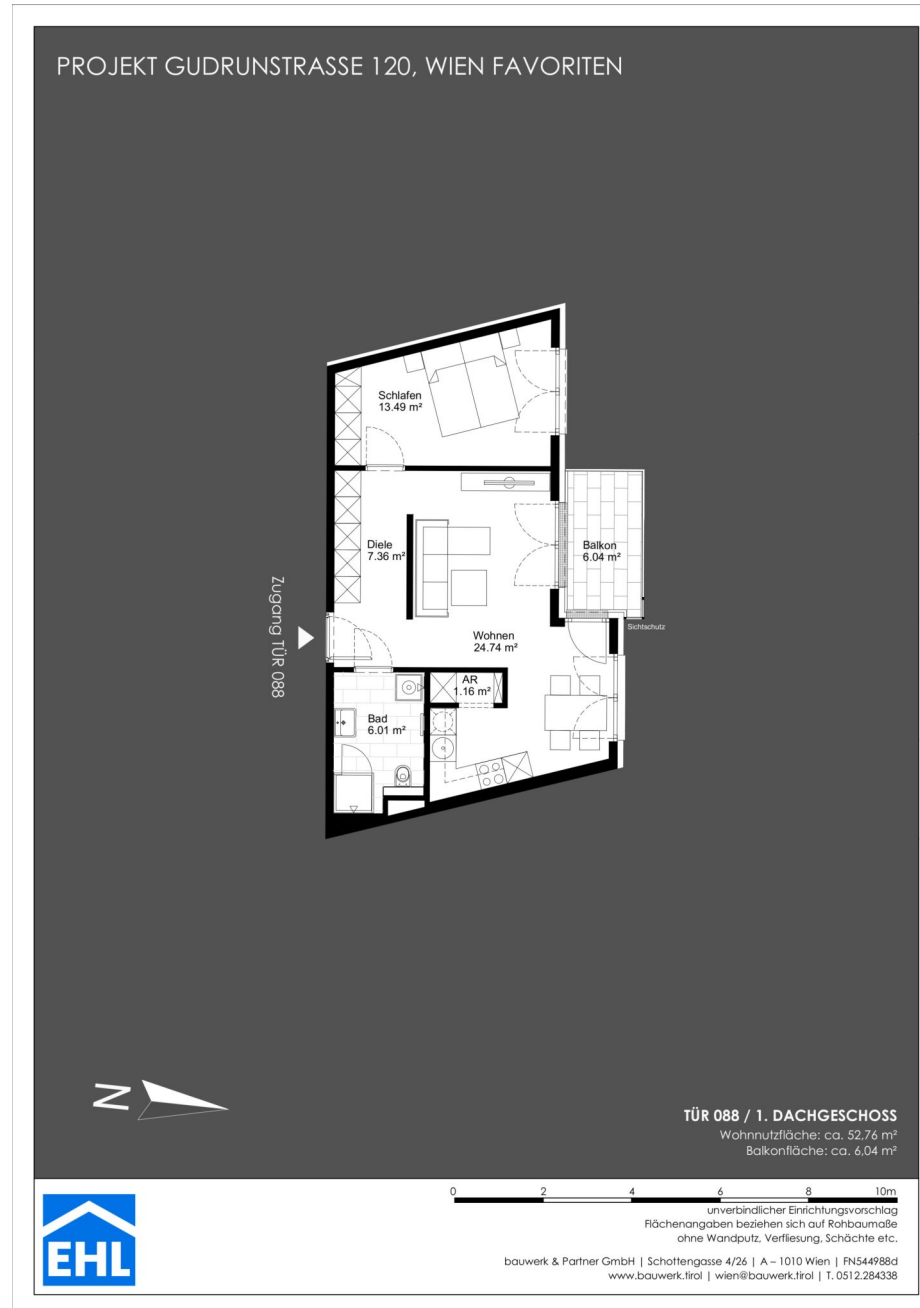 PROJEKT GUDRUNSTRASSE 120, WIEN FAVORITEN
Schlafen
13.49 m²
Diele
7.36 m²
Balkon
6.04 m²
Sichtschutz
Zugang TÜR 088
Wohnen
24.74 m²
AR
1.16 m²
Bad
6.01 m²
N
TÜR 088 / 1. DACHGESCHOSS
Wohnnutzfläche: ca. 52,76 m²
Balkonfläche: ca. 6,04 m²
0 2 4 6 8 10m
unverbindlicher Einrichtungsvorschlag
Flächenangaben beziehen sich auf Rohbaumaße
ohne Wandputz, Verfliesung, Schächte etc.
EHL
bauwerk & Partner GmbH | Schottengasse 4/26 | A – 1010 Wien | FN544988d
www.bauwerk.tirol | wien@bauwerk.tirol | T. 0512.284338